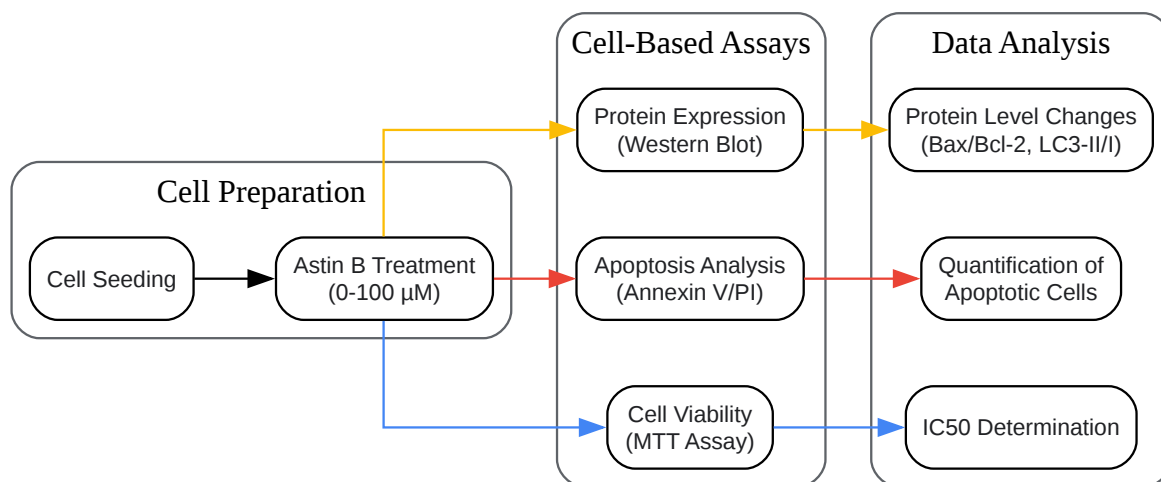 Cell Preparation
Cell Seeding
Astin B Treatment
(0-100 µM)
Cell-Based Assays
Protein Expression
(Western Blot)
Apoptosis Analysis
(Annexin V/PI)
Cell Viability
(MTT Assay)
Data Analysis
Protein Level Changes
(Bax/Bcl-2, LC3-II/I)
Quantification of
Apoptotic Cells
IC50 Determination